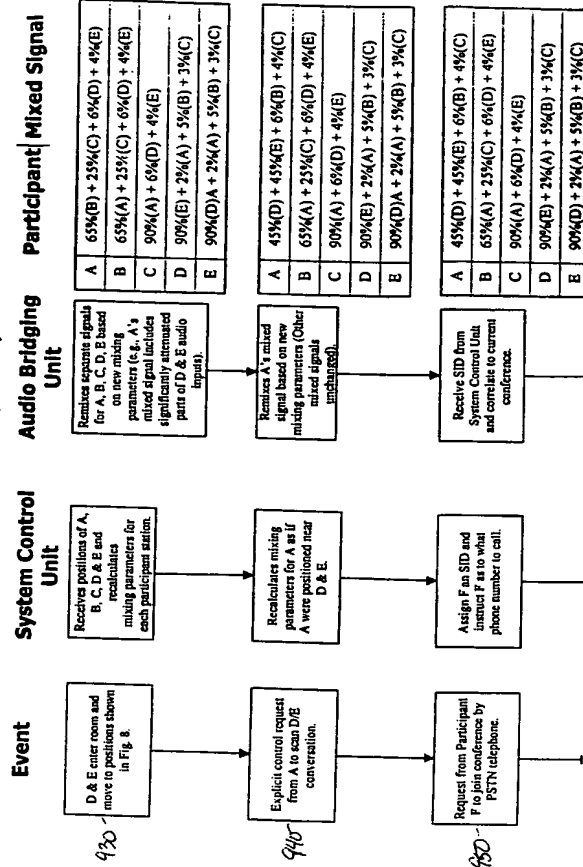 Event
System Control
Unit
Audio Bridging
Unit
Participant | Mixed Signal
930
D & E enter room and
move to positions shown
in Fig. 8.
Receives positions of A,
B, C, D & E and
recalculates
mixing parameters for
each participant station.
Remixes separate signals
for A, B, C, D, E based
on new mixing
parameters (e.g., A's
mixed signal includes
significantly attenuated
parts of D & E audio
inputs).
A 65%(B) + 25%(C) + 6%(D) + 4%(E)
B 65%(A) + 25%(C) + 6%(D) + 4%(E)
C 90%(A) + 6%(D) + 4%(E)
D 90%(E) + 2%(A) + 5%(B) + 3%(C)
E 90%(D)A + 2%(A) + 5%(B) + 3%(C)
940
Explicit control request
from A to scan D/E
conversation.
Recalculates mixing
parameters for A as if
A were positioned near
D & E.
Remixes A's mixed
signal based on new
mixing parameters (Other
mixed signals
unchanged).
A 45%(D) + 45%(E) + 6%(B) + 4%(C)
B 65%(A) + 25%(C) + 6%(D) + 4%(E)
C 90%(A) + 6%(D) + 4%(E)
D 90%(E) + 2%(A) + 5%(B) + 3%(C)
E 90%(D)A + 2%(A) + 5%(B) + 3%(C)
950
Request from Participant
F to join conference by
PSTN telephone.
Assign F an SID and
instruct F as to what
phone number to call.
Receive SID from
System Control Unit
and correlate to current
conference.
A 45%(D) + 45%(E) + 6%(B) + 4%(C)
B 65%(A) + 25%(C) + 6%(D) + 4%(E)
C 90%(A) + 6%(D) + 4%(E)
D 90%(E) + 2%(A) + 5%(B) + 3%(C)
E 90%(D) + 2%(A) + 5%(B) + 3%(C)